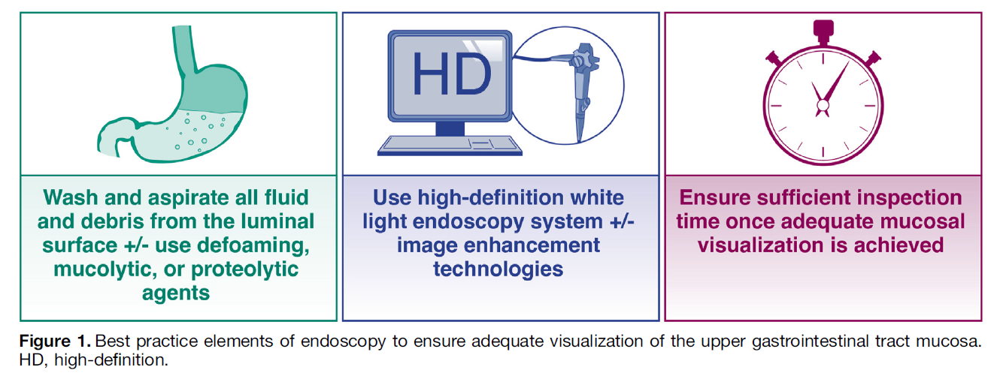 HD
Wash and aspirate all fluid
and debris from the luminal
surface +/- use defoaming,
mucolytic, or proteolytic
agents
Use high-definition white
light endoscopy system +/-
image enhancement
technologies
Ensure sufficient inspection
time once adequate mucosal
visualization is achieved
Figure 1. Best practice elements of endoscopy to ensure adequate visualization of the upper gastrointestinal tract mucosa.
HD, high-definition.